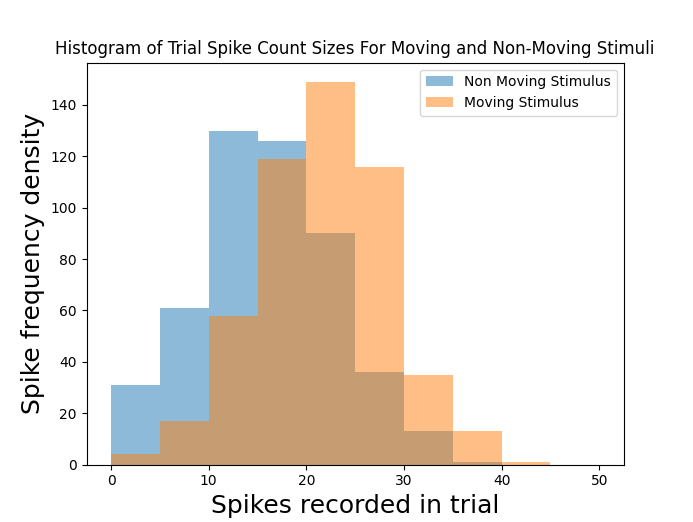 Histogram of Trial Spike Count Sizes For Moving and Non-Moving Stimuli
Non Moving Stimulus
Moving Stimulus
Spike frequency density
140
120
100
80
60
40
20
0
0 10 20 30 40 50
Spikes recorded in trial